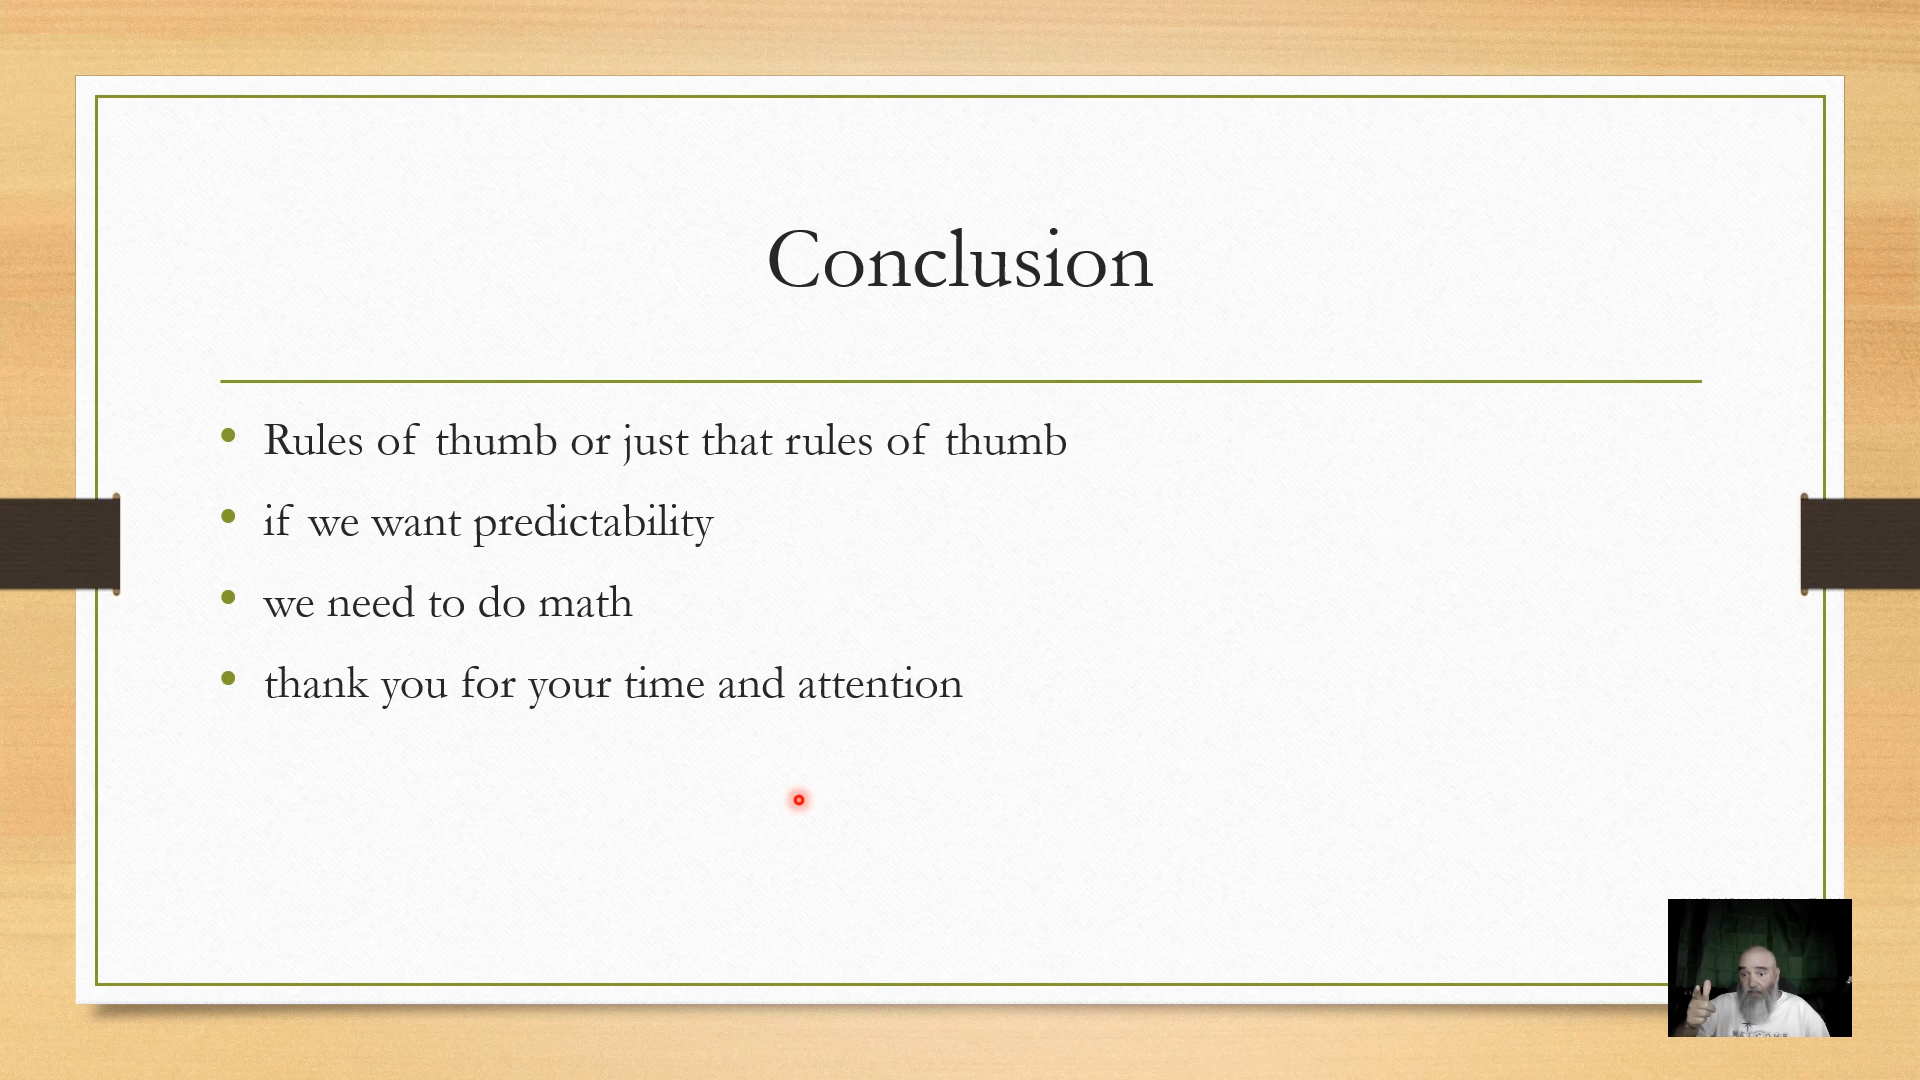 Conclusion
Rules of thumb or just that rules of thumb
if we want predictability
we need to do math
thank you for your time and attention